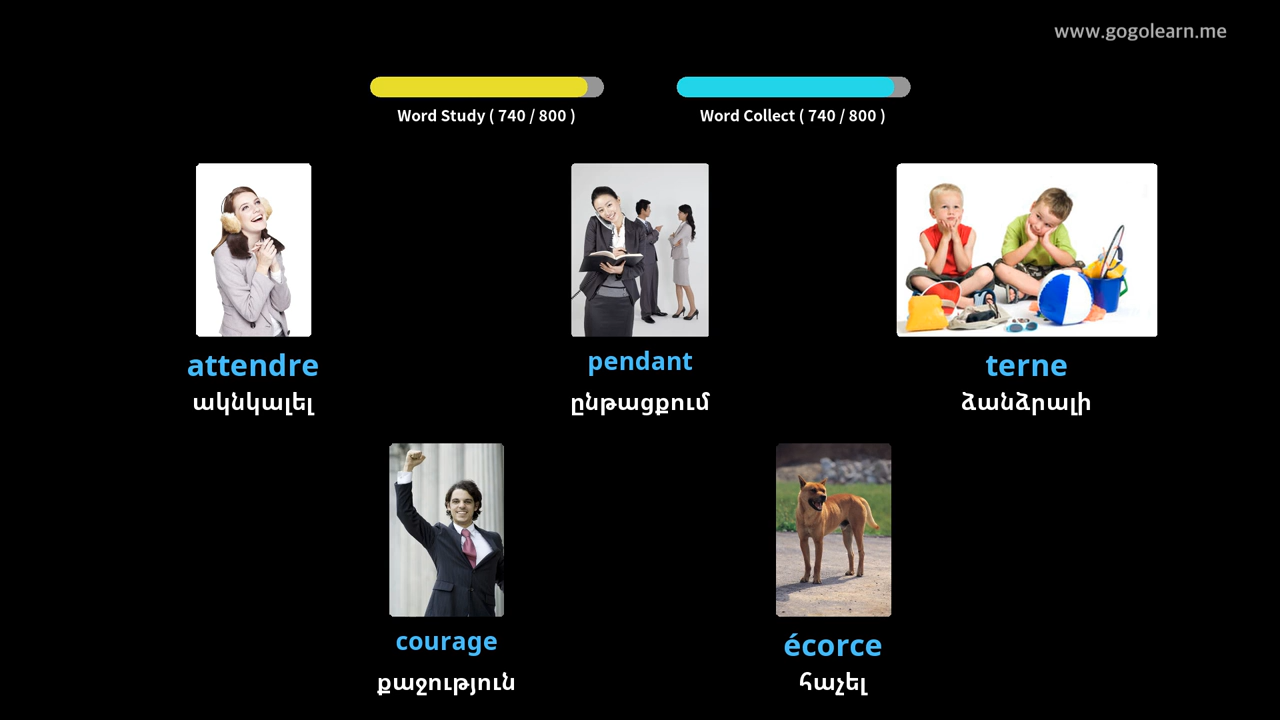 www.gogolearn.me
Word Study ( 740 / 800 )
Word Collect ( 740 / 800 )
attendre
ակնկալել
pendant
ընթացքում
terne
ձանձրալի
courage
քաջություն
écorce
հաչել